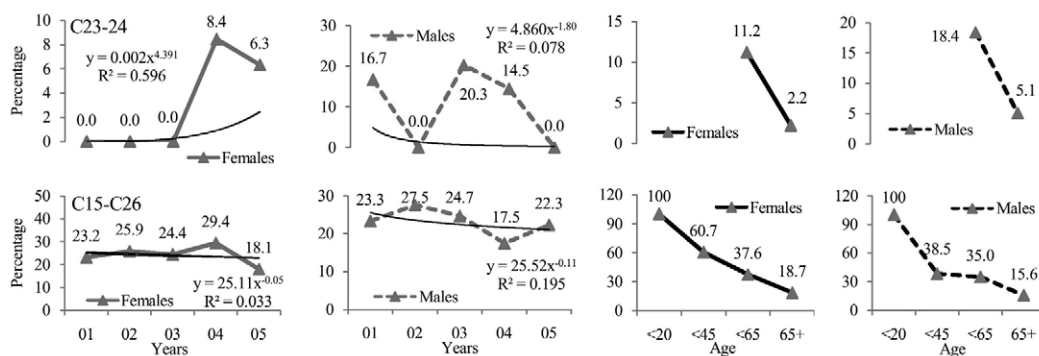 C23-24
Percentage
10
8
6
4
2
0
y = 0.002x^4.391
R² = 0.596
0.0
0.0
0.0
8.4
6.3
Females
30
20
10
0
Males
y = 4.860x^-1.80
R² = 0.078
16.7
0.0
20.3
14.5
0.0
15
12
9
6
3
0
11.2
2.2
Females
20
15
10
5
0
18.4
5.1
Males
C15-C26
Percentage
50
40
30
20
10
0
23.2
25.9
24.4
29.4
18.1
Females
y = 25.11x^-0.05
R² = 0.033
01 02 03 04 05
Years
30
20
10
0
23.3
27.5
24.7
17.5
22.3
y = 25.52x^-0.11
R² = 0.195
Males
01 02 03 04 05
Years
120
90
60
30
0
100
60.7
37.6
18.7
Females
<20 <45 <65 65+
Age
120
90
60
30
0
100
38.5
35.0
15.6
Males
<20 <45 <65 65+
Age